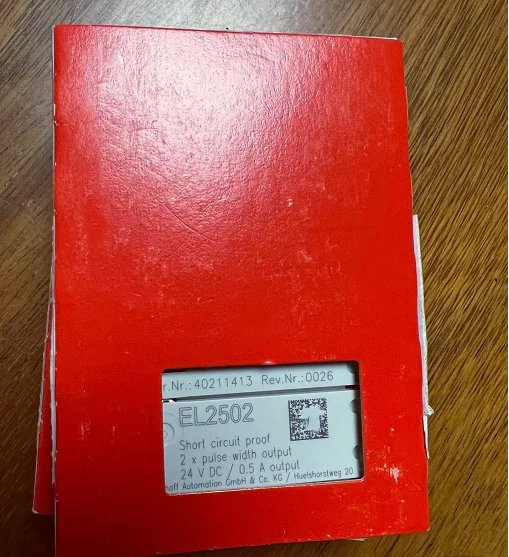 r.Nr.:40211413 Rev.Nr.:0026
EL2502
Short circuit proof
2 x pulse width output
24 V DC / 0.5 A output
hoff Automation GmbH & Co. KG / Huelshorstweg 20